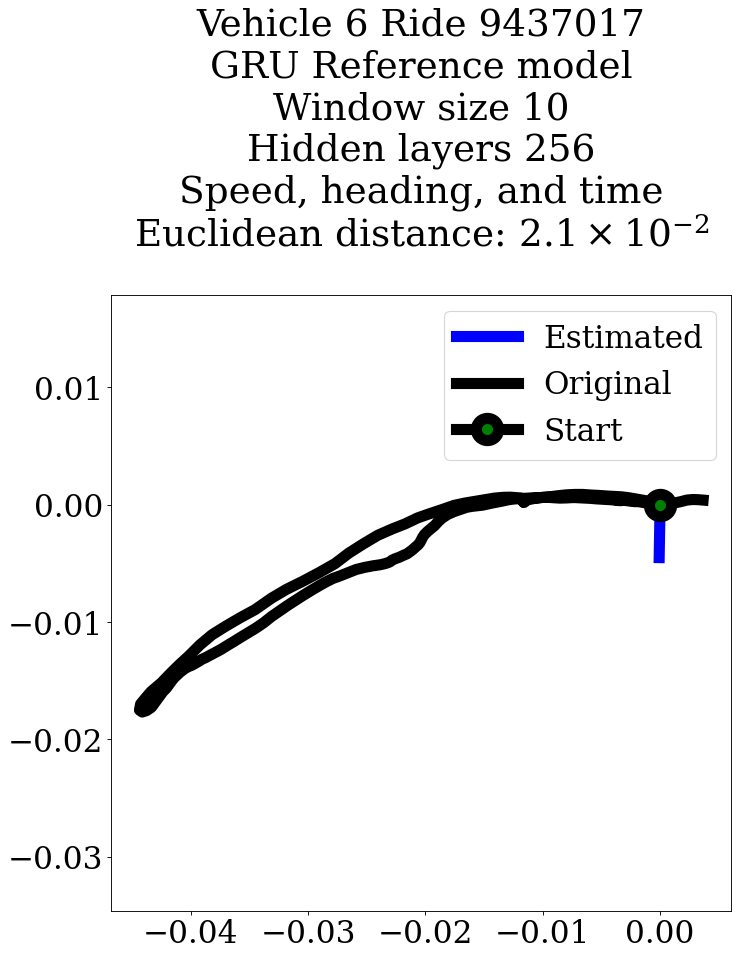 Vehicle 6 Ride 9437017
GRU Reference model
Window size 10
Hidden layers 256
Speed, heading, and time
Euclidean distance: 2.1 × 10⁻²
Estimated
Original
Start
0.01
0.00
−0.01
−0.02
−0.03
−0.04 −0.03 −0.02 −0.01 0.00